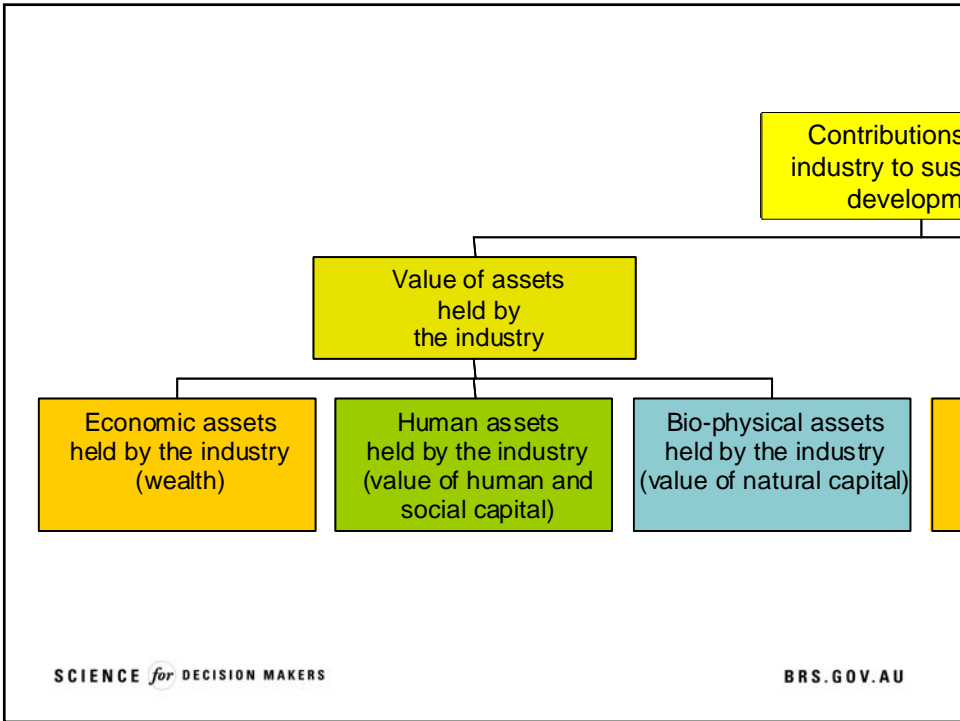 Contributions
industry to sus
developm
Value of assets
held by
the industry
Economic assets
held by the industry
(wealth)
Human assets
held by the industry
(value of human and
social capital)
Bio-physical assets
held by the industry
(value of natural capital)
SCIENCE for DECISION MAKERS
BRS.GOV.AU